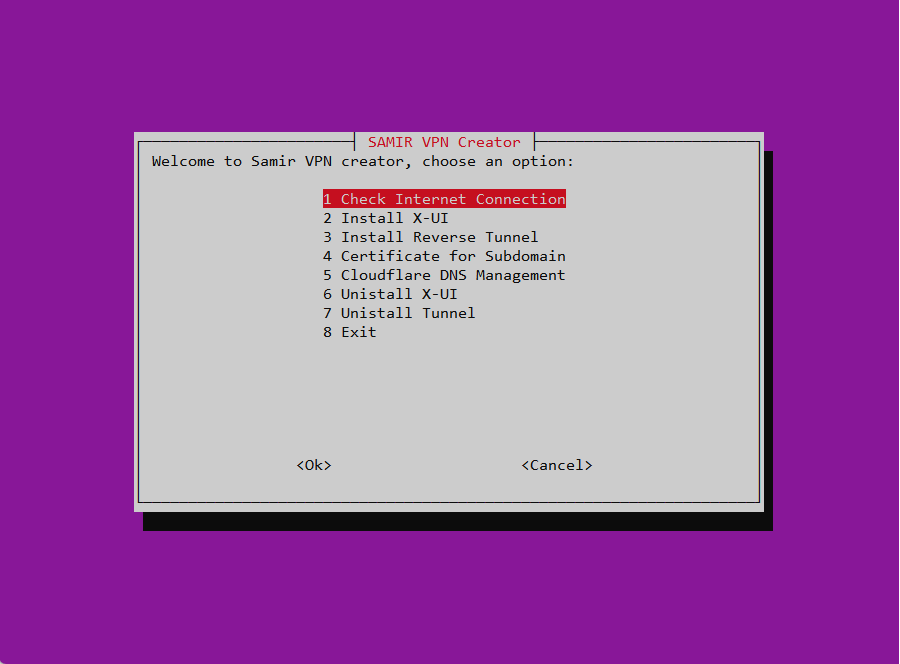 SAMIR VPN Creator
Welcome to Samir VPN creator, choose an option:
1 Check Internet Connection
2 Install X-UI
3 Install Reverse Tunnel
4 Certificate for Subdomain
5 Cloudflare DNS Management
6 Unistall X-UI
7 Unistall Tunnel
8 Exit
<Ok> <Cancel>